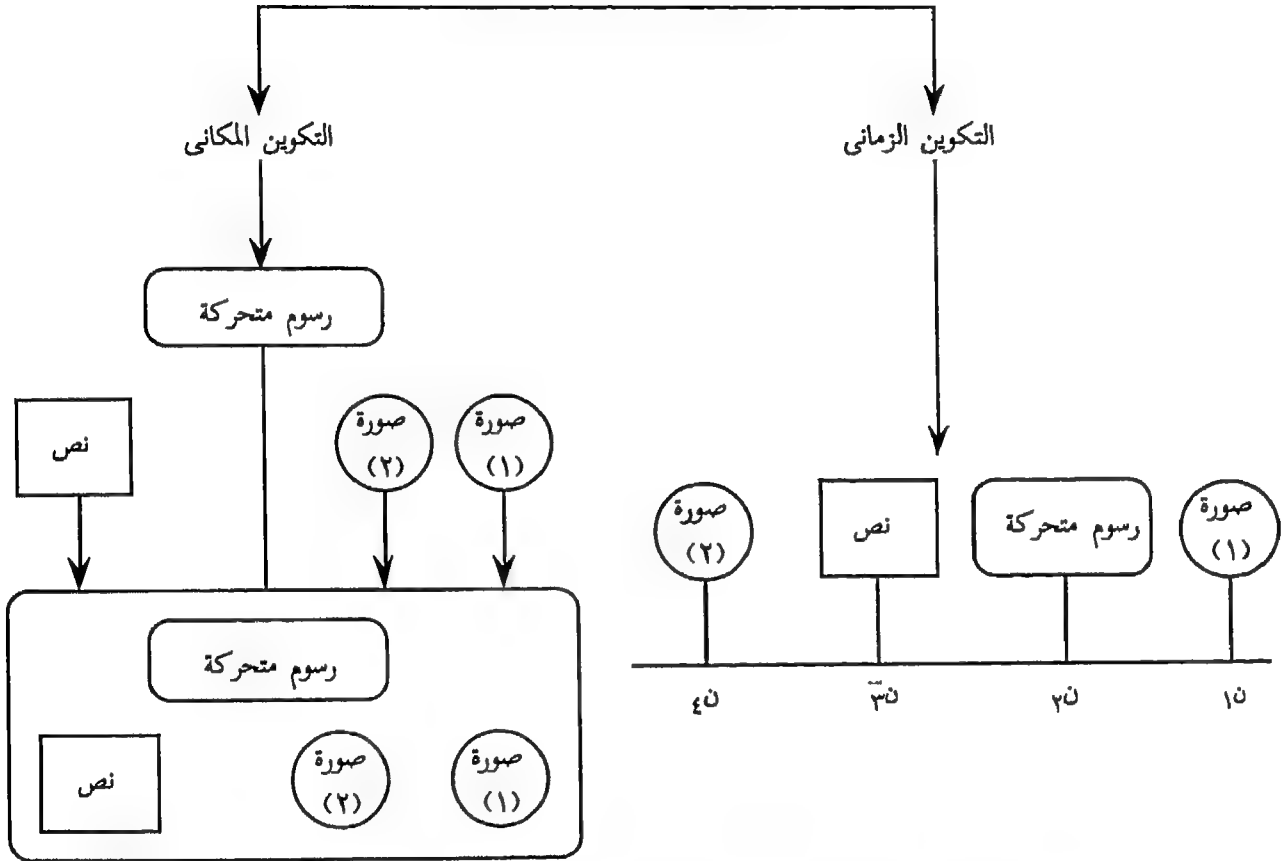 التكوين الزمانى
التكوين المكانى
رسوم متحركة
صورة
(١)
صورة
(٢)
نص
صورة
(١)
رسوم متحركة
نص
صورة
(٢)
ن١
ن٢
ن٣
ن٤
رسوم متحركة
صورة
(١)
صورة
(٢)
نص